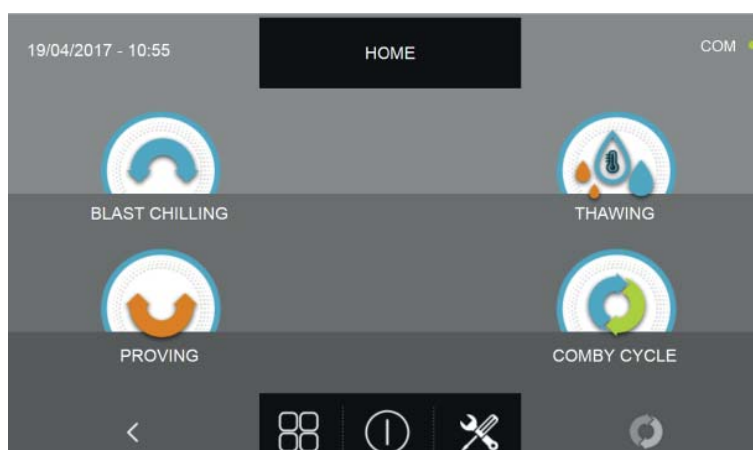 19/04/2017 - 10:55
HOME
COM
BLAST CHILLING
THAWING
PROVING
COMBY CYCLE